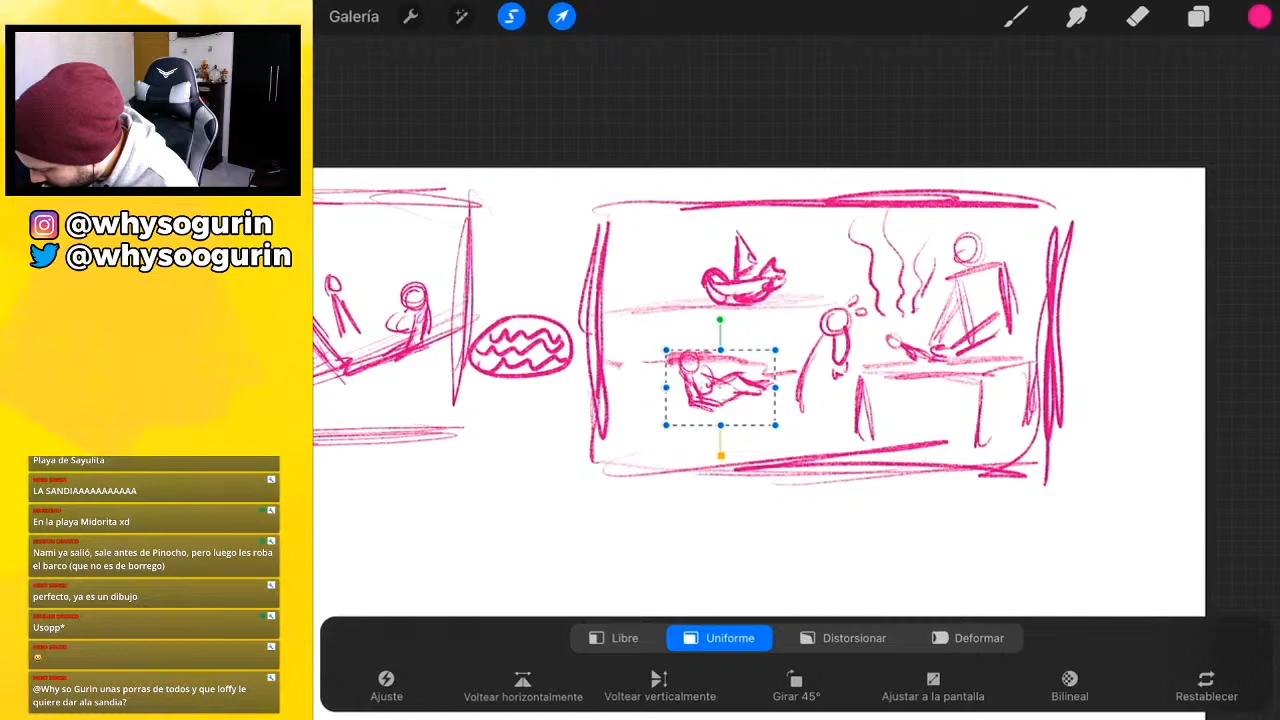 Galería
@whysogurin
@whysoogurin
Playa de Sayulita
LA SANDIAAAAAAAAAAA
En la playa Midorita xd
Nami ya salió, sale antes de Pinocho, pero luego les roba
el barco (que no es de borrego)
perfecto, ya es un dibujo
Usopp*
@Why so Gurin unas porras de todos y que loffy le
quiere dar ala sandia?
Libre
Uniforme
Distorsionar
Deformar
Ajuste
Voltear horizontalmente
Voltear verticalmente
Girar 45°
Ajustar a la pantalla
Bilineal
Restablecer